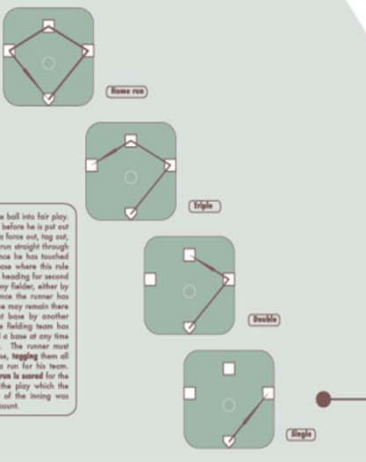 Home run
Triple
e ball into fair play.
before he is put out
a force out, tag out,
run straight through
nce he has touched
ase where this rule
heading for second
ny fielder, either by
nce the runner has
e may remain there
t base by another
e fielding team has
d a base at any time
. The runner must
se, tagging them all
a run for his team.
run is scored for the
the play which the
of the inning was
count.
Double
Single